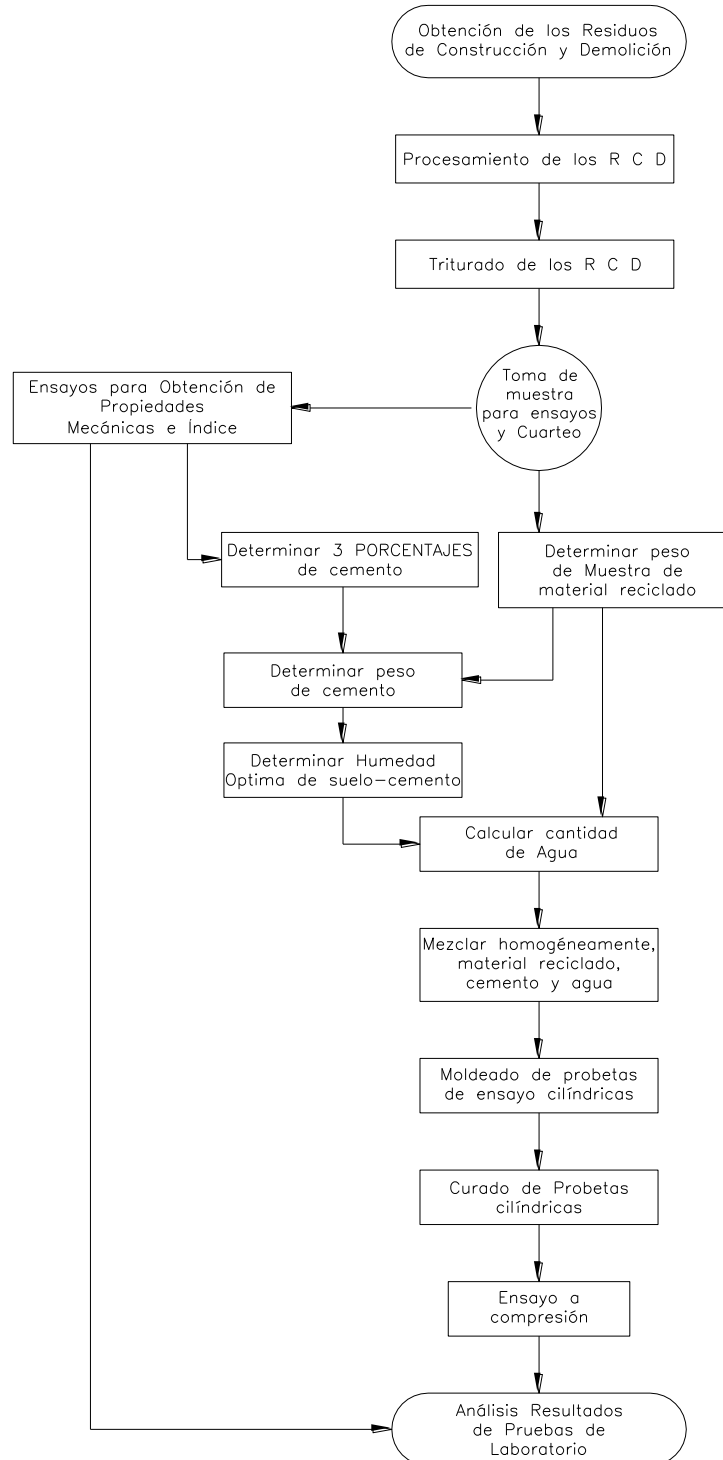 Obtención de los Residuos
de Construcción y Demolición
Procesamiento de los R C D
Triturado de los R C D
Toma de
muestra
para ensayos
y Cuarteo
Ensayos para Obtención de
Propiedades
Mecánicas e Índice
Determinar 3 PORCENTAJES
de cemento
Determinar peso
de Muestra de
material reciclado
Determinar peso
de cemento
Determinar Humedad
Optima de suelo-cemento
Calcular cantidad
de Agua
Mezclar homogéneamente,
material reciclado,
cemento y agua
Moldeado de probetas
de ensayo cilíndricas
Curado de Probetas
cilíndricas
Ensayo a
compresión
Análisis Resultados
de Pruebas de
Laboratorio